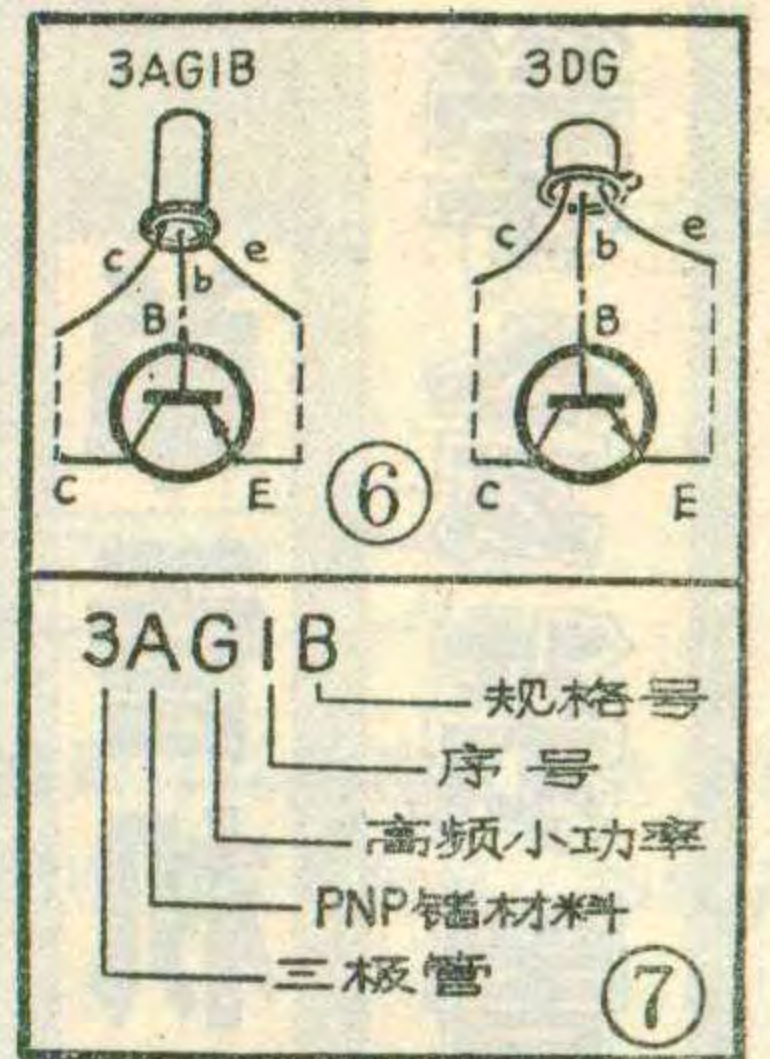 3AG1B 3DG
c b e c b e
B B
C E C E
⑥
3AG1B
规格号
序号
高频小功率
PNP锗材料
三极管
⑦